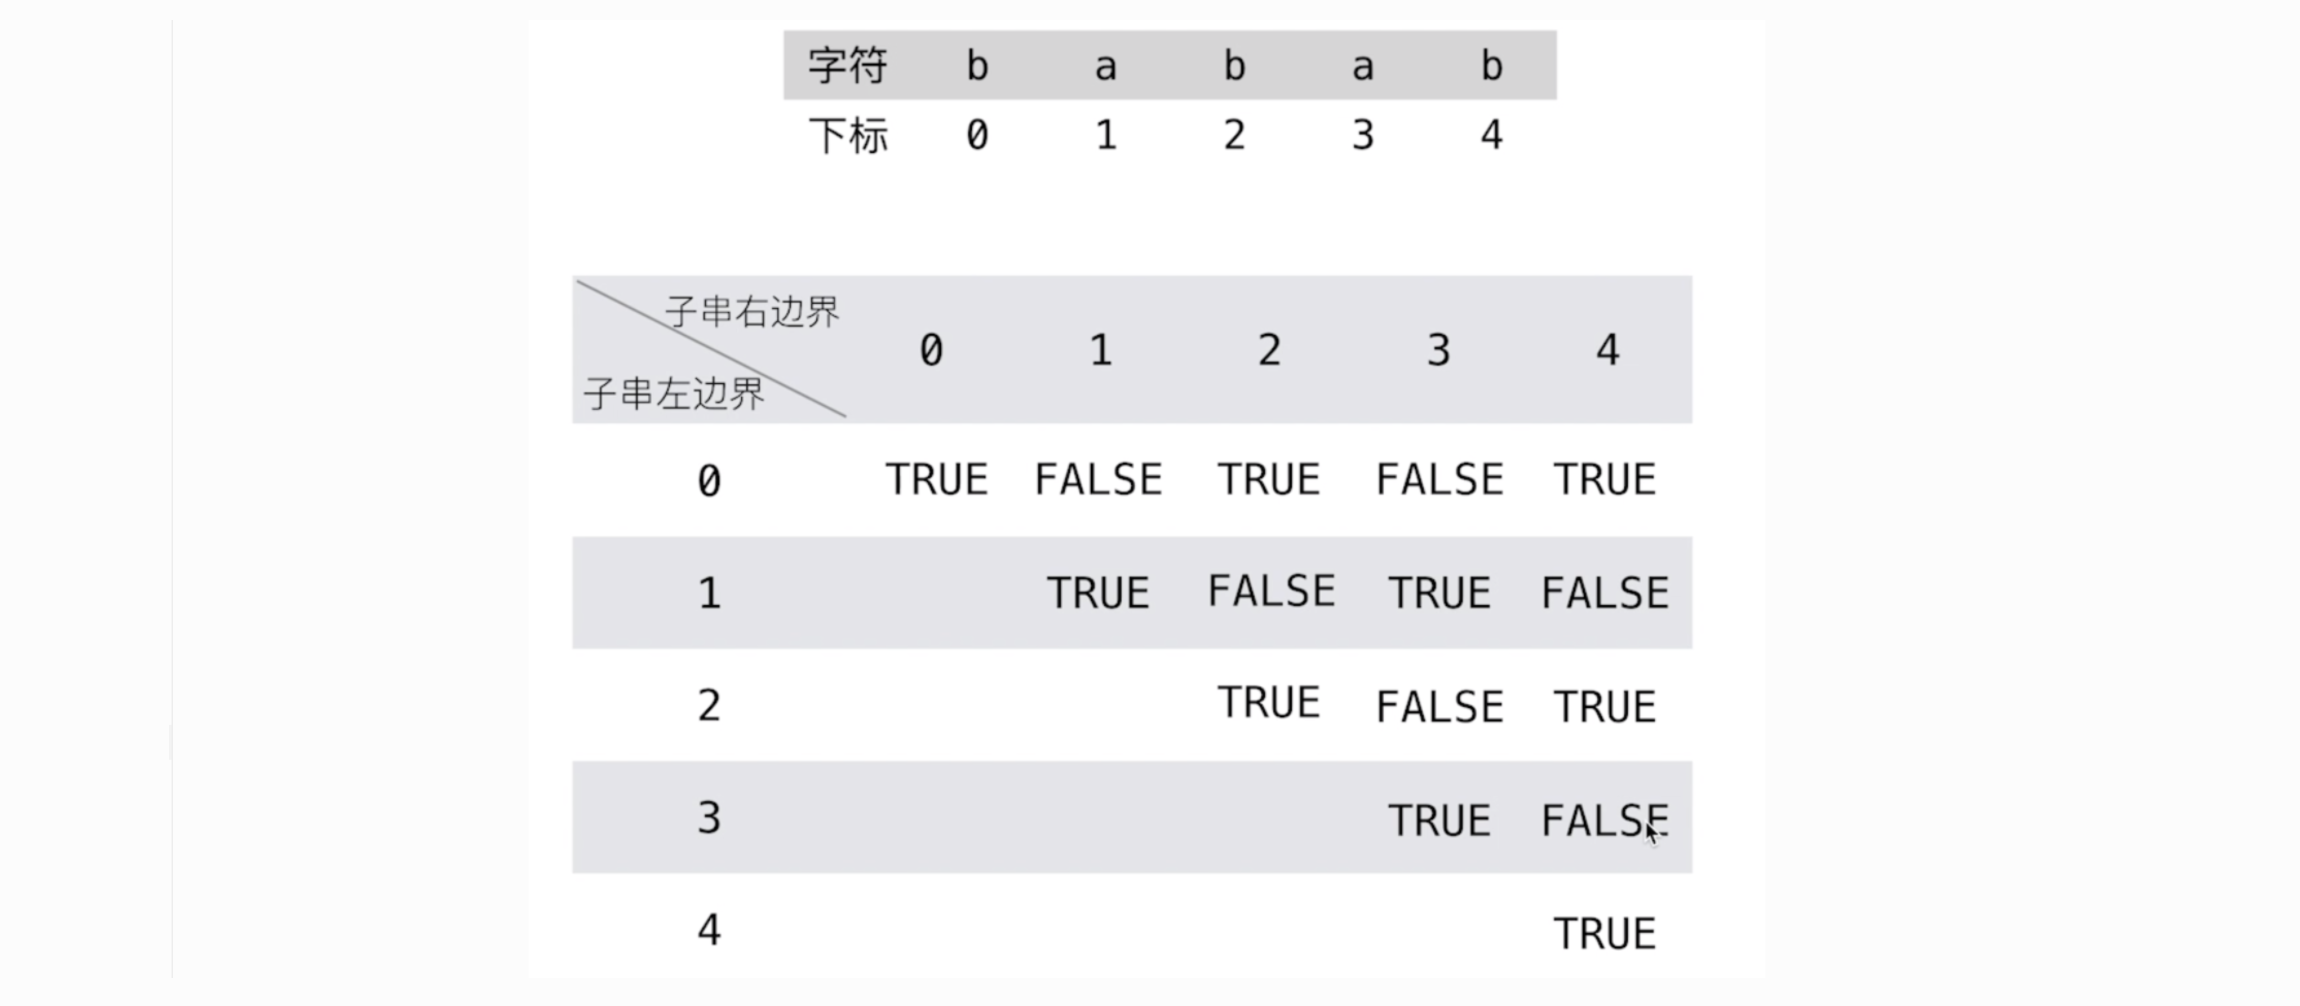 字符 b a b a b
下标 0 1 2 3 4
子串右边界
子串左边界
0 1 2 3 4
0 TRUE FALSE TRUE FALSE TRUE
1 TRUE FALSE TRUE FALSE
2 TRUE FALSE TRUE
3 TRUE FALSE
4 TRUE